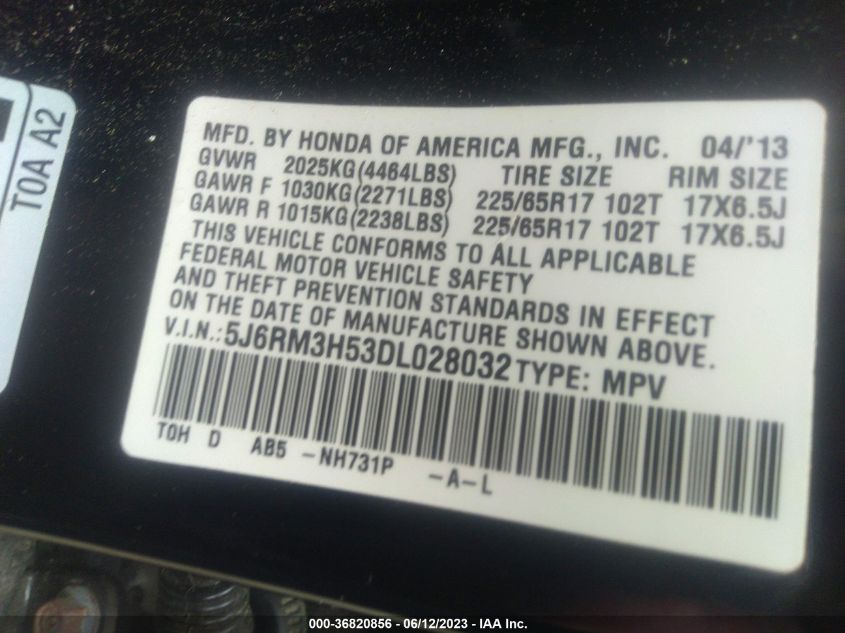 T0A A2
MFD. BY HONDA OF AMERICA MFG., INC. 04/'13
GVWR 2025KG(4464LBS) TIRE SIZE RIM SIZE
GAWR F 1030KG(2271LBS) 225/65R17 102T 17X6.5J
GAWR R 1015KG(2238LBS) 225/65R17 102T 17X6.5J
THIS VEHICLE CONFORMS TO ALL APPLICABLE
FEDERAL MOTOR VEHICLE SAFETY
AND THEFT PREVENTION STANDARDS IN EFFECT
ON THE DATE OF MANUFACTURE SHOWN ABOVE.
V.I.N.: 5J6RM3H53DL028032 TYPE: MPV
T0H D AB5 -NH731P -A-L
000-36820856 - 06/12/2023 - IAA Inc.